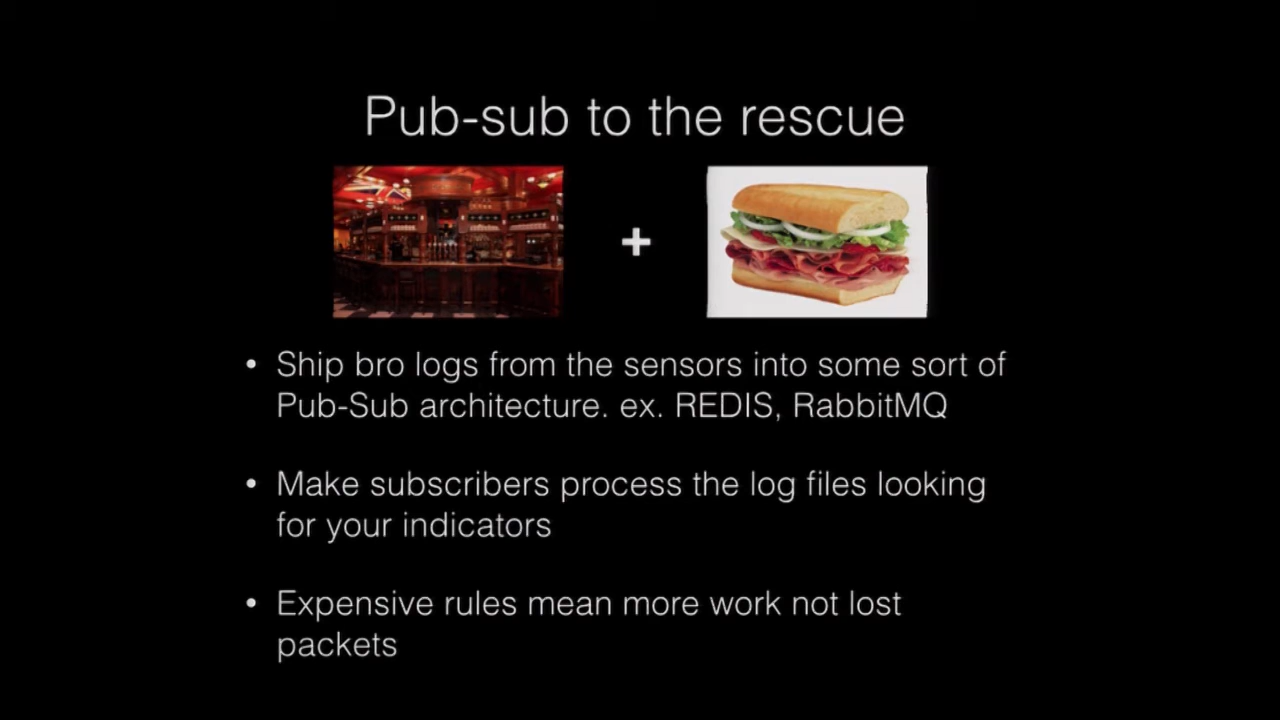 Pub-sub to the rescue
+
• Ship bro logs from the sensors into some sort of
Pub-Sub architecture. ex. REDIS, RabbitMQ
• Make subscribers process the log files looking
for your indicators
• Expensive rules mean more work not lost
packets